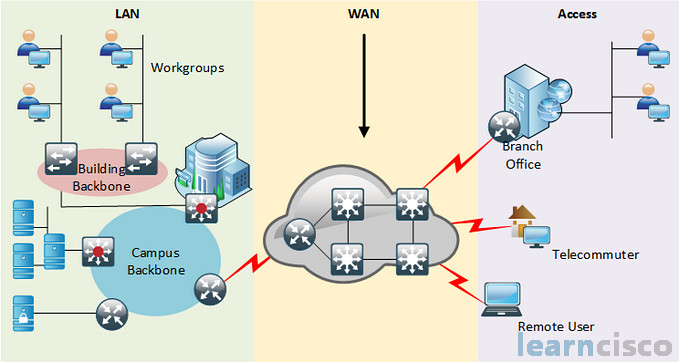 LAN
WAN
Access
Workgroups
Building
Backbone
Branch
Office
Campus
Backbone
Telecommuter
Remote User
learncisco